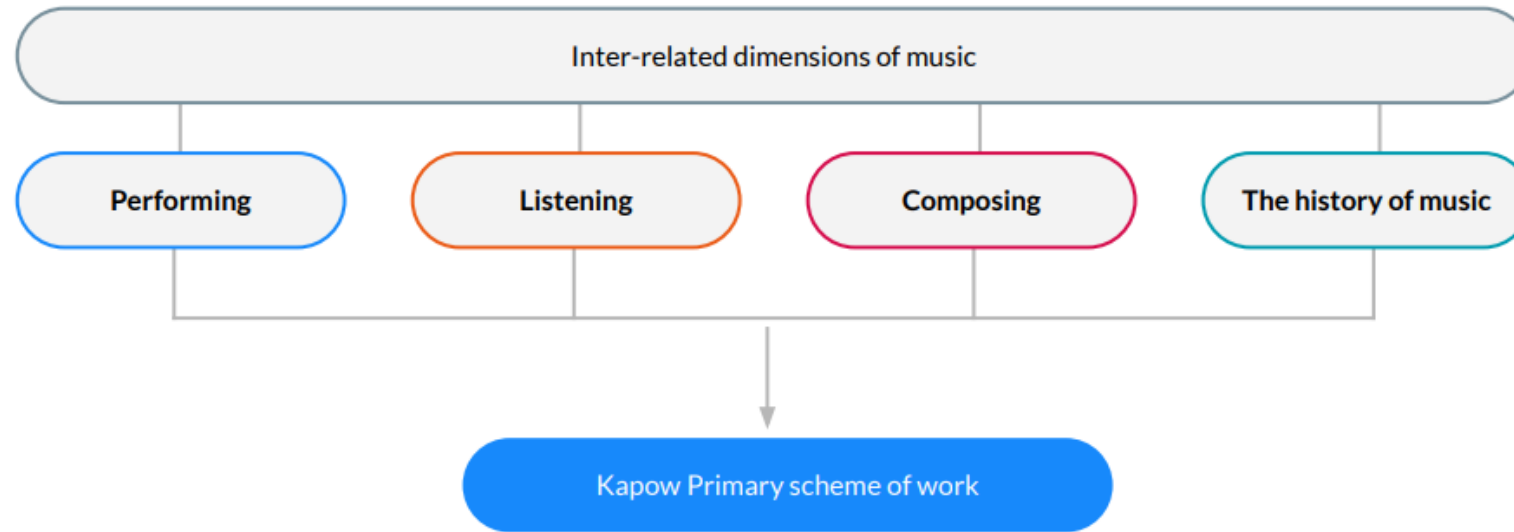 Inter-related dimensions of music
Performing
Listening
Composing
The history of music
Kapow Primary scheme of work